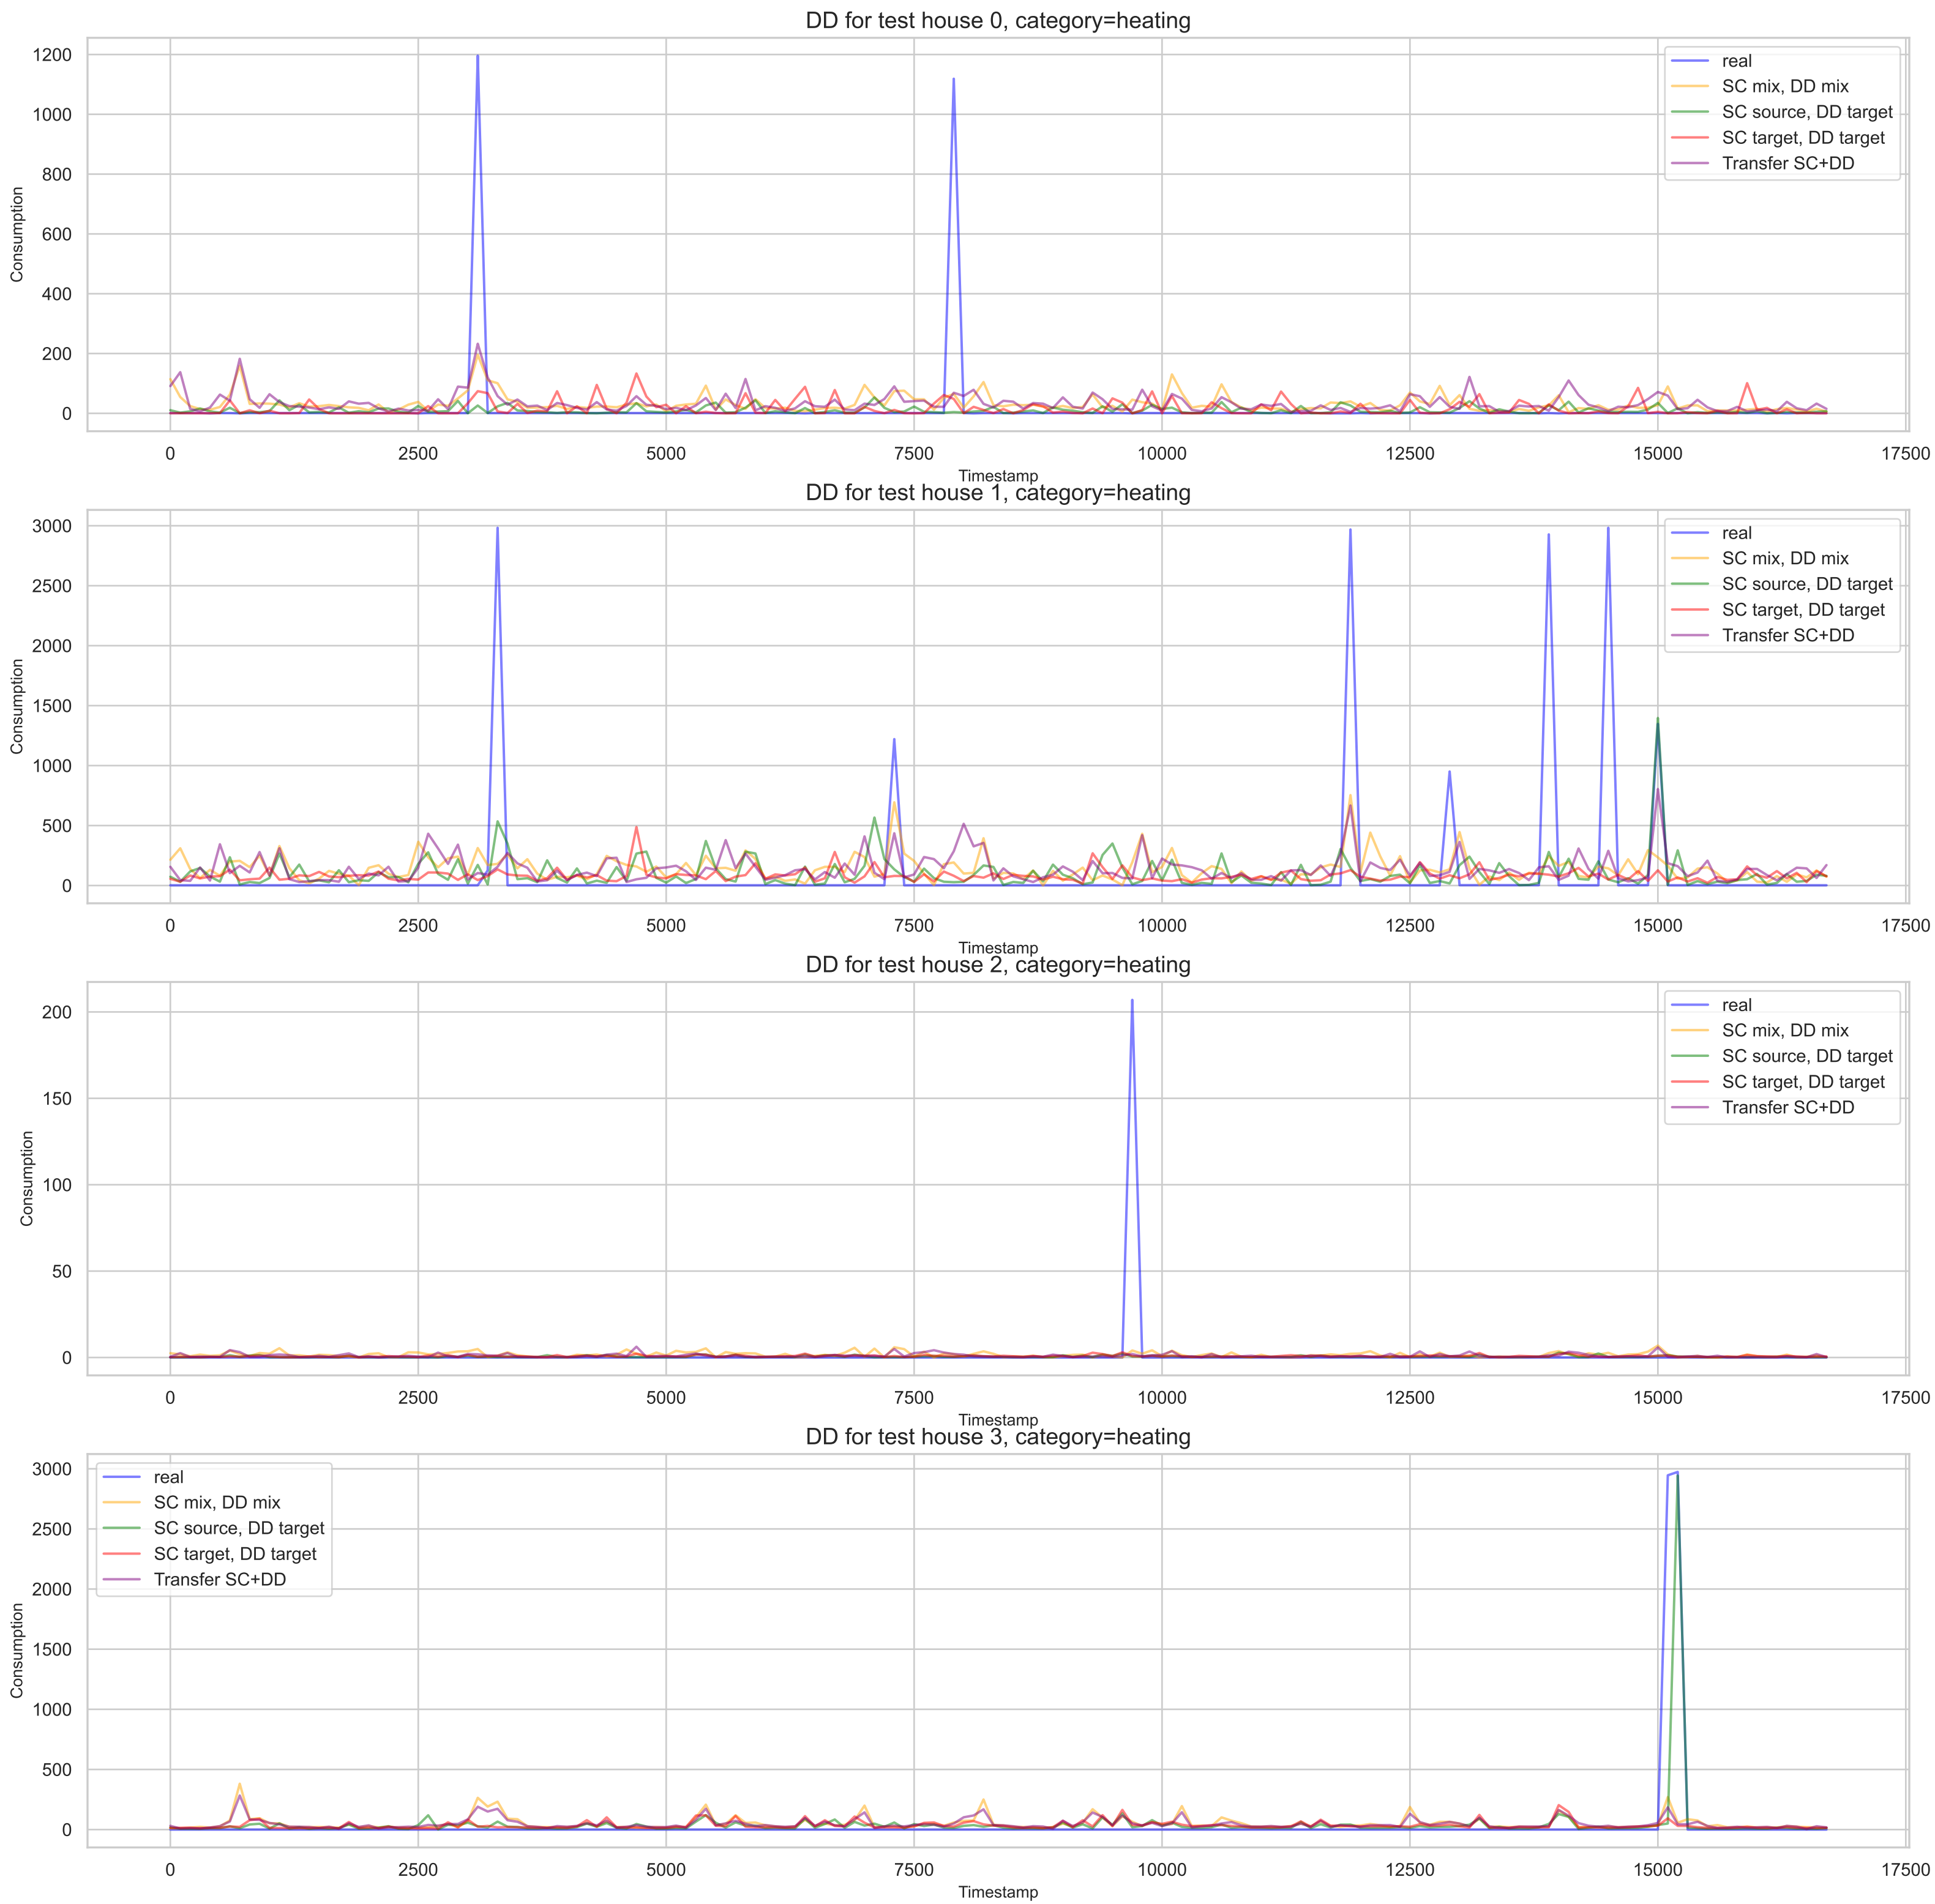 DD for test house 0, category=heating
1200
1000
800
600
400
200
0
Consumption
real
SC mix, DD mix
SC source, DD target
SC target, DD target
Transfer SC+DD
0 2500 5000 7500 10000 12500 15000 17500
Timestamp
DD for test house 1, category=heating
3000
2500
2000
1500
1000
500
0
Consumption
real
SC mix, DD mix
SC source, DD target
SC target, DD target
Transfer SC+DD
0 2500 5000 7500 10000 12500 15000 17500
Timestamp
DD for test house 2, category=heating
200
150
100
50
0
Consumption
real
SC mix, DD mix
SC source, DD target
SC target, DD target
Transfer SC+DD
0 2500 5000 7500 10000 12500 15000 17500
Timestamp
DD for test house 3, category=heating
3000
2500
2000
1500
1000
500
0
Consumption
real
SC mix, DD mix
SC source, DD target
SC target, DD target
Transfer SC+DD
0 2500 5000 7500 10000 12500 15000 17500
Timestamp